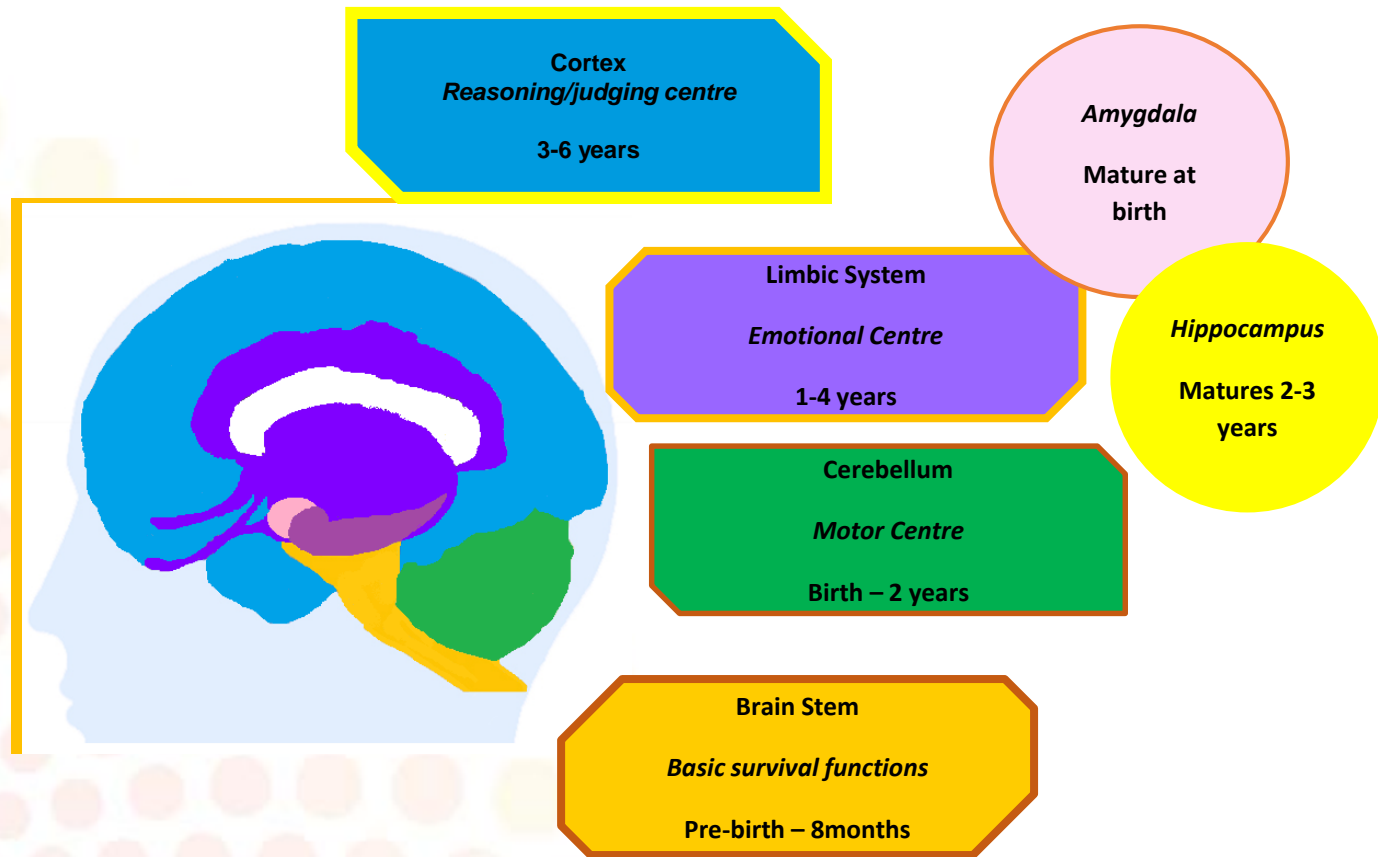 Cortex
Reasoning/judging centre
3-6 years
Amygdala
Mature at
birth
Limbic System
Emotional Centre
1-4 years
Hippocampus
Matures 2-3
years
Cerebellum
Motor Centre
Birth – 2 years
Brain Stem
Basic survival functions
Pre-birth – 8months